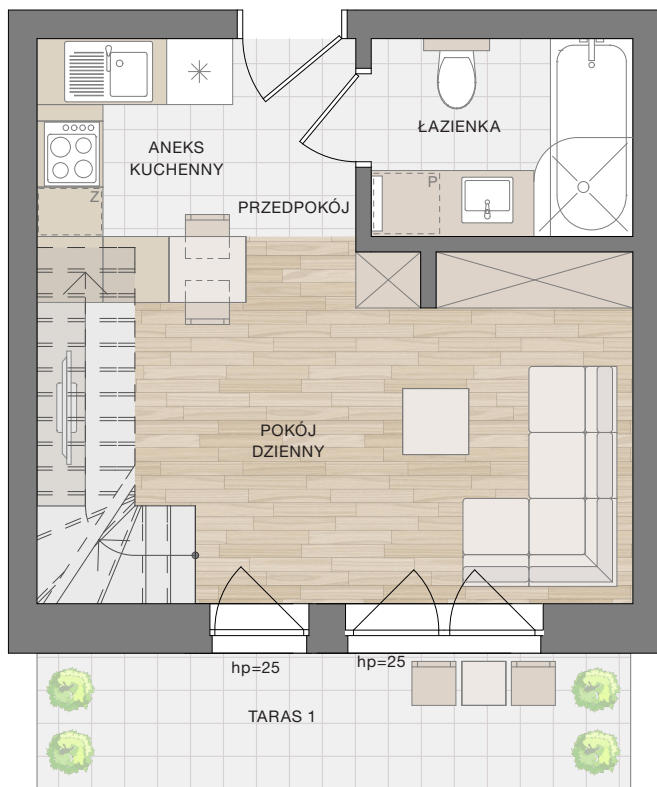 ANEKS
KUCHENNY
ŁAZIENKA
Z
P
PRZEDPOKÓJ
POKÓJ
DZIENNY
hp=25
hp=25
TARAS 1